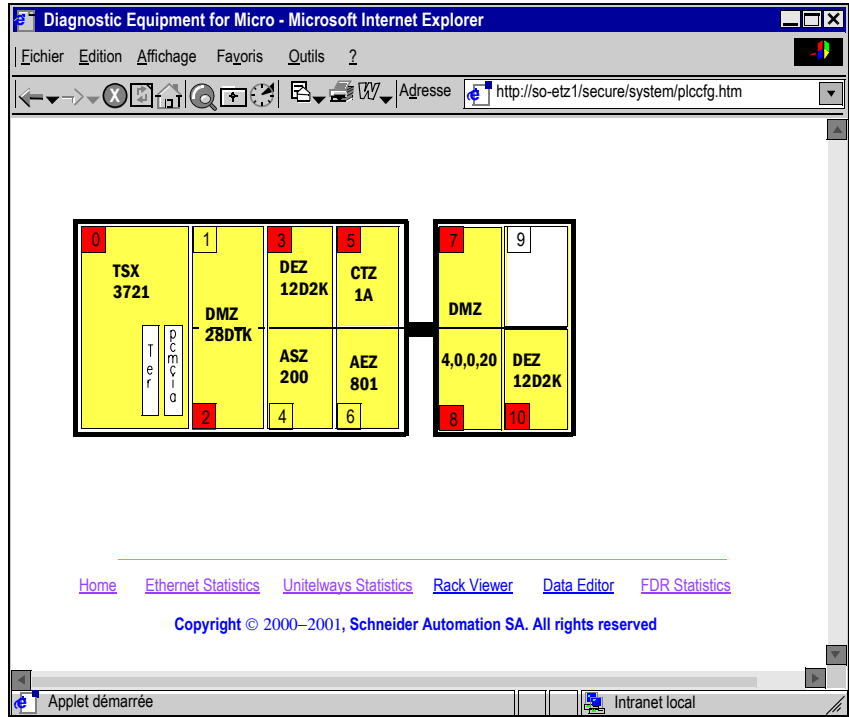 Diagnostic Equipment for Micro - Microsoft Internet Explorer
Fichier Edition Affichage Favoris Outils ?
Adresse http://so-etz1/secure/system/plccfg.htm
0 1 3 5 7 9
TSX
3721
DMZ
28DTK
DEZ
12D2K
CTZ
1A
DMZ
Ter
pcmcia
ASZ
200
AEZ
801
4,0,0,20
DEZ
12D2K
2 4 6 8 10
Home Ethernet Statistics Unitelways Statistics Rack Viewer Data Editor FDR Statistics
Copyright © 2000–2001, Schneider Automation SA. All rights reserved
Applet démarrée Intranet local